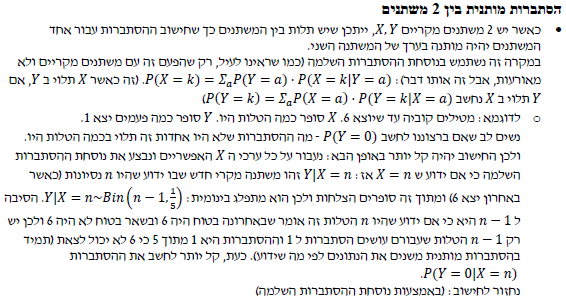 הסתברות מותנית בין 2 משתנים
• כאשר יש 2 משתנים מקריים X,Y, ייתכן שיש תלות בין המשתנים כך שחישוב ההסתברות עבור אחד
המשתנים יהיה מותנה בערך של המשתנה השני.
במקרה זה נשתמש בנוסחת ההסתברות השלמה (כמו שראינו לעיל, רק שהפעם זה עם משתנים מקריים ולא
מאורעות, אבל זה אותו דבר): P(X = k) = ΣₐP(Y = a) · P(X = k|Y = a). (זה כאשר X תלוי ב Y, אם
Y תלוי ב X נחשב P(Y = k) = ΣₐP(X = a) · P(Y = k|X = a))
○ לדוגמא: מטילים קוביה עד שיוצא 6. X סופר כמה הטלות היו. Y סופר כמה פעמים יצא 1.
נשים לב שאם ברצוננו לחשב P(Y = 0) - מה ההסתברות שלא היו אחדות זה תלוי בכמה הטלות היו.
ולכן החישוב יהיה קל יותר באופן הבא: נעבור על כל ערכי ה X האפשריים ונבצע את נוסחת ההסתברות
השלמה כי אם ידוע ש X = n אז: Y|X = n זהו משתנה מקרי חדש שבו ידוע שהיו n נסיונות (כאשר
באחרון יצא 6) ומתוך זה סופרים הצלחות ולכן הוא מתפלג בינומית: Y|X = n~Bin (n − 1, 1/5). הסיבה
ל n − 1 היא כי אם ידוע שהיו n הטלות זה אומר שבאחרונה בטוח היה 6 ובשאר בטוח לא היה 6 ולכן יש
רק n − 1 הטלות שעבורם עושים הסתברות ל 1 וההסתברות היא 1 מתוך 5 כי 6 לא יכול לצאת (תמיד
בהסתברות מותנית משנים את הנתונים לפי מה שידוע). כעת, קל יותר לחשב את ההסתברות
P(Y = 0|X = n).
נחזור לחישוב: (באמצעות נוסחת ההסתברות השלמה)